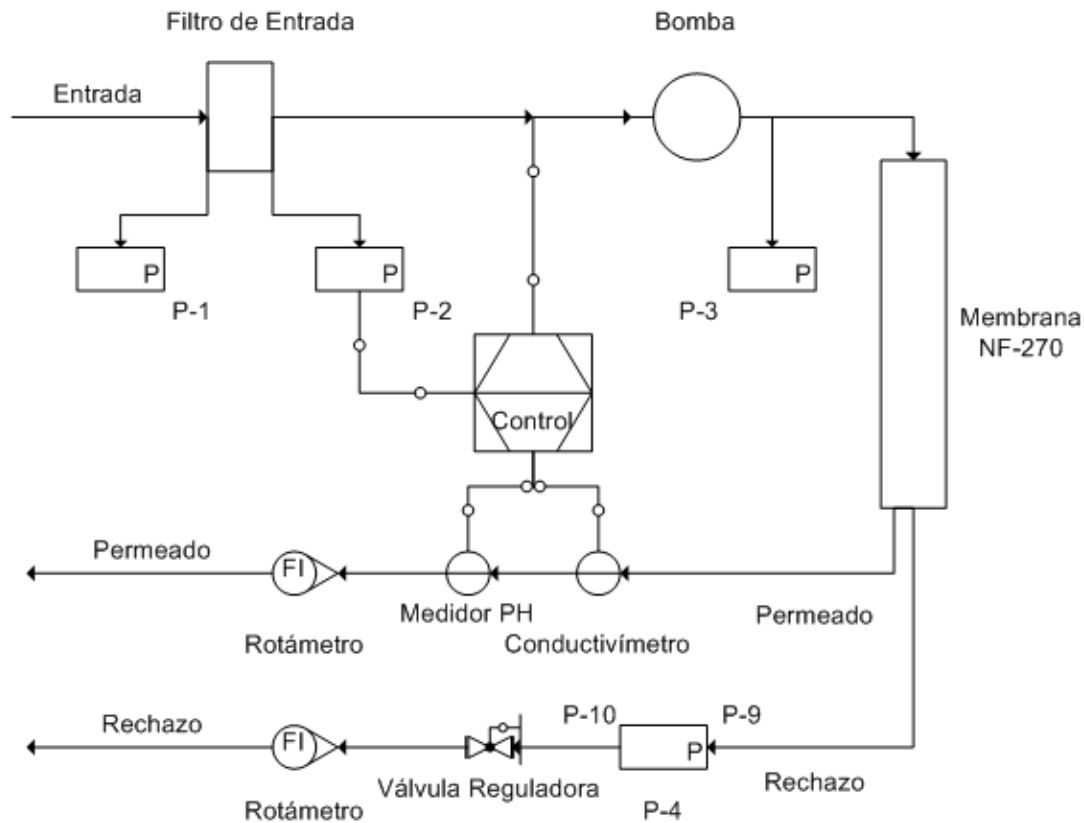 Filtro de Entrada
Bomba
Entrada
P
P
P
P-1
P-2
P-3
Membrana
NF-270
Control
Permeado
FI
Medidor PH
Permeado
Rotámetro
Conductivímetro
Rechazo
P-10
P-9
FI
P
Válvula Reguladora
Rechazo
Rotámetro
P-4